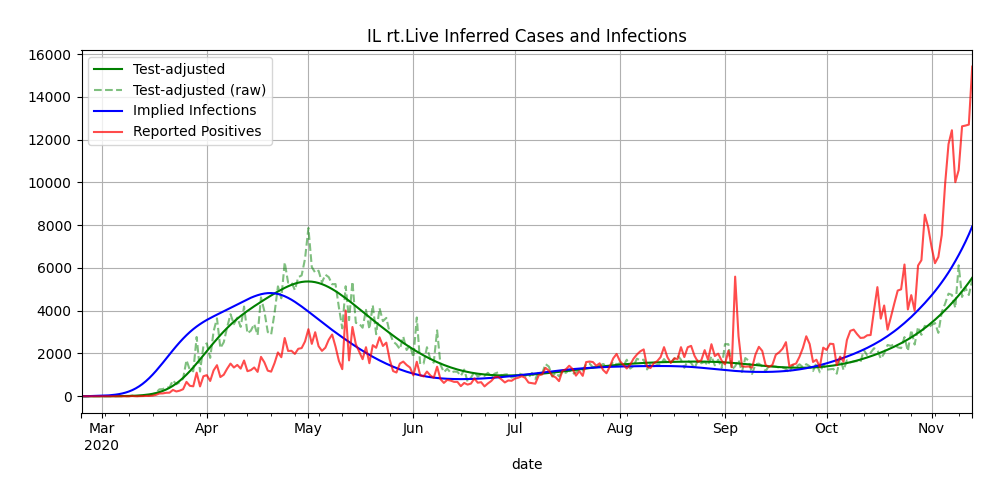 IL rt.Live Inferred Cases and Infections
16000
14000
12000
10000
8000
6000
4000
2000
0
Test-adjusted
Test-adjusted (raw)
Implied Infections
Reported Positives
Mar Apr May Jun Jul Aug Sep Oct Nov
2020
date